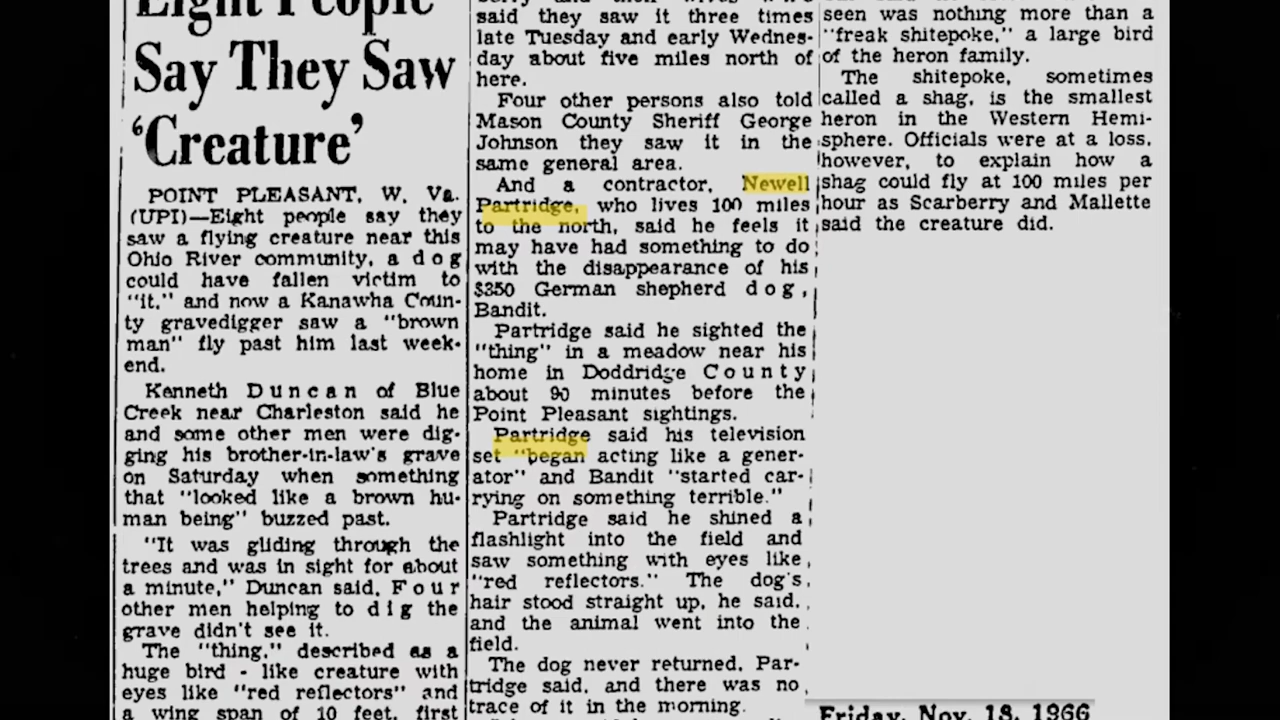 Eight People
Say They Saw
‘Creature’
POINT PLEASANT, W. Va.
(UPI)—Eight people say they
saw a flying creature near this
Ohio River community, a dog
could have fallen victim to
"it," and now a Kanawha Coun-
ty gravedigger saw a "brown
man" fly past him last week-
end.
Kenneth Duncan of Blue
Creek near Charleston said he
and some other men were dig-
ging his brother-in-law's grave
on Saturday when something
that "looked like a brown hu-
man being" buzzed past.
"It was gliding through the
trees and was in sight for about
a minute," Duncan said. Four
other men helping to dig the
grave didn't see it.
The "thing," described as a
huge bird - like creature with
eyes like "red reflectors" and
a wing span of 10 feet, first
said they saw it three times
late Tuesday and early Wednes-
day about five miles north of
here.
Four other persons also told
Mason County Sheriff George
Johnson they saw it in the
same general area.
And a contractor, Newell
Partridge, who lives 100 miles
to the north, said he feels it
may have had something to do
with the disappearance of his
$350 German shepherd dog,
Bandit.
Partridge said he sighted the
"thing" in a meadow near his
home in Doddridge County
about 90 minutes before the
Point Pleasant sightings.
Partridge said his television
set "began acting like a gener-
ator" and Bandit "started car-
rying on something terrible."
Partridge said he shined a
flashlight into the field and
saw something with eyes like
"red reflectors." The dog's
hair stood straight up, he said,
and the animal went into the
field.
The dog never returned, Par-
tridge said, and there was no
trace of it in the morning.
seen was nothing more than a
"freak shitepoke," a large bird
of the heron family.
The shitepoke, sometimes
called a shag, is the smallest
heron in the Western Hemi-
sphere. Officials were at a loss,
however, to explain how a
shag could fly at 100 miles per
hour as Scarberry and Mallette
said the creature did.
Friday, Nov. 18, 1966